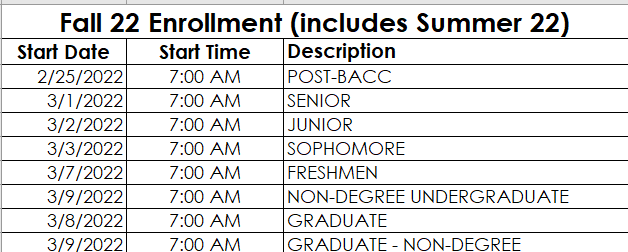 Fall 22 Enrollment (includes Summer 22)
Start Date Start Time Description
2/25/2022 7:00 AM POST-BACC
3/1/2022 7:00 AM SENIOR
3/2/2022 7:00 AM JUNIOR
3/3/2022 7:00 AM SOPHOMORE
3/7/2022 7:00 AM FRESHMEN
3/9/2022 7:00 AM NON-DEGREE UNDERGRADUATE
3/8/2022 7:00 AM GRADUATE
3/9/2022 7:00 AM GRADUATE - NON-DEGREE